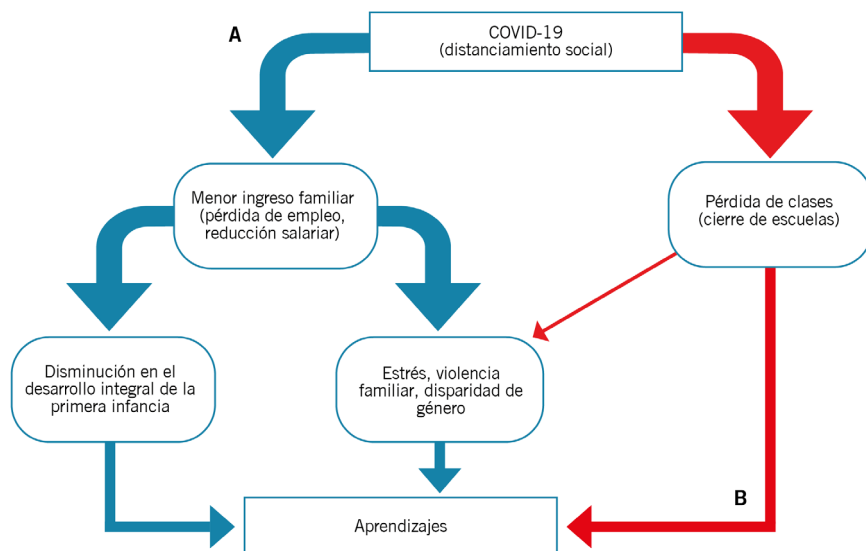 A
COVID-19
(distanciamiento social)
Menor ingreso familiar
(pérdida de empleo,
reducción salariar)
Pérdida de clases
(cierre de escuelas)
Disminución en el
desarrollo integral de la
primera infancia
Estrés, violencia
familiar, disparidad de
género
B
Aprendizajes